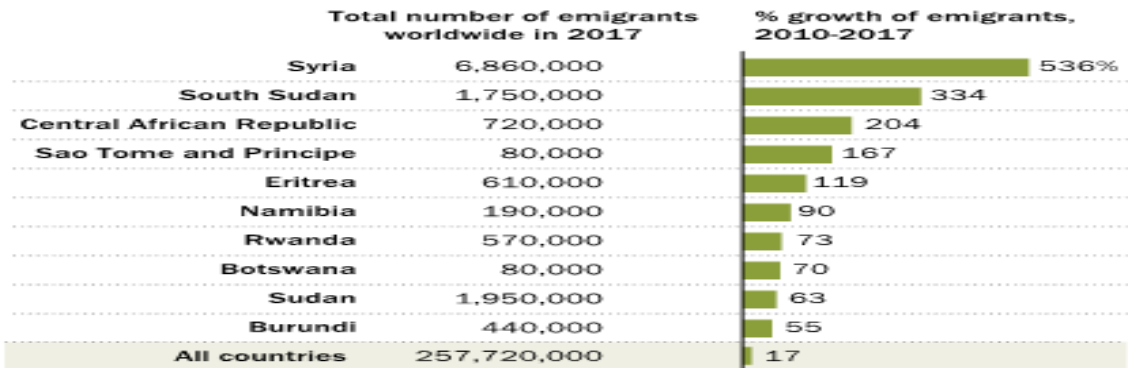 Total number of emigrants worldwide in 2017
% growth of emigrants, 2010-2017
Syria 6,860,000 536%
South Sudan 1,750,000 334
Central African Republic 720,000 204
Sao Tome and Principe 80,000 167
Eritrea 610,000 119
Namibia 190,000 90
Rwanda 570,000 73
Botswana 80,000 70
Sudan 1,950,000 63
Burundi 440,000 55
All countries 257,720,000 17